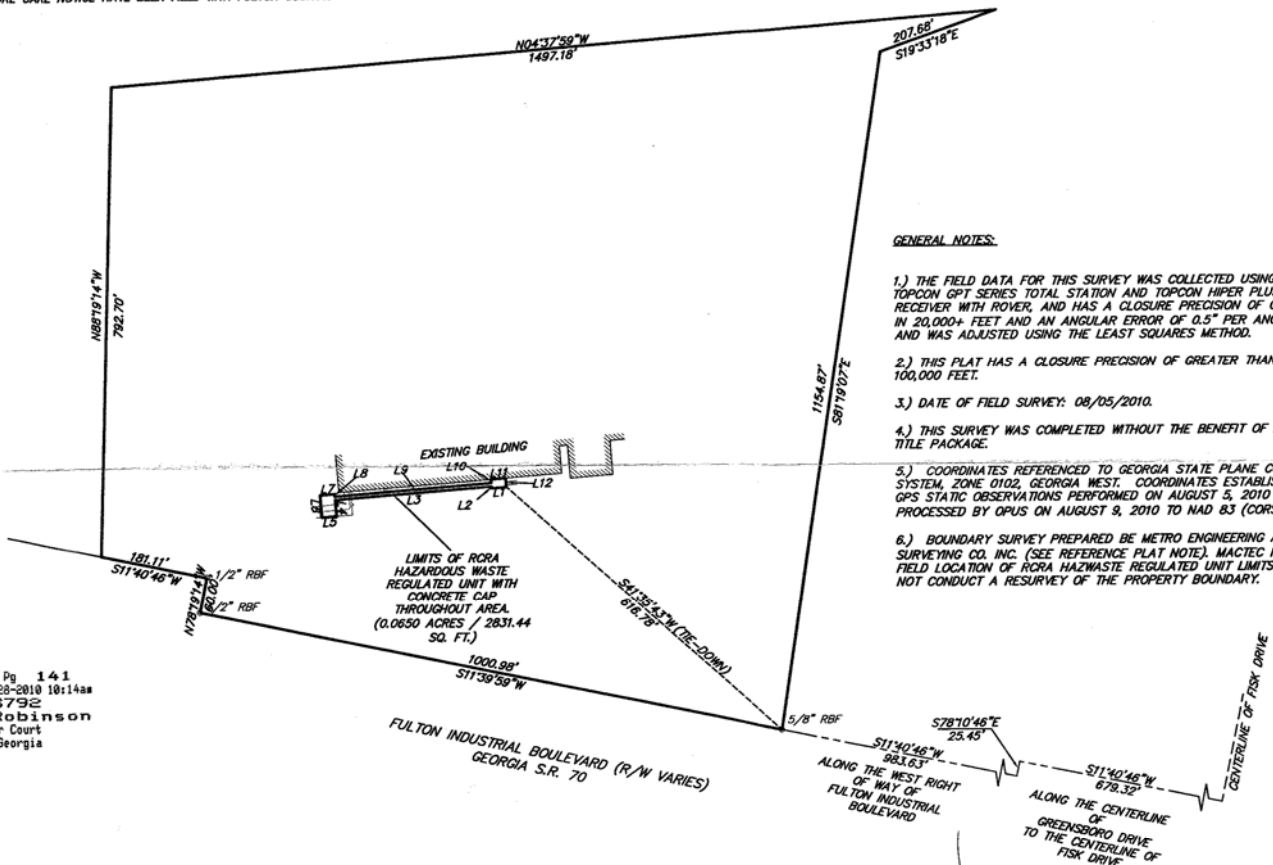 N04°37'59"W
1497.18'
207.68'
S19°33'18"E
N88°19'14"W
792.70'
1154.87'
S81°19'07"E
GENERAL NOTES:
1.) THE FIELD DATA FOR THIS SURVEY WAS COLLECTED USING
TOPCON GPT SERIES TOTAL STATION AND TOPCON HIPER PLUS
RECEIVER WITH ROVER, AND HAS A CLOSURE PRECISION OF
IN 20,000+ FEET AND AN ANGULAR ERROR OF 0.5" PER
AND WAS ADJUSTED USING THE LEAST SQUARES METHOD.
2.) THIS PLAT HAS A CLOSURE PRECISION OF GREATER THAN
100,000 FEET.
3.) DATE OF FIELD SURVEY: 08/05/2010.
4.) THIS SURVEY WAS COMPLETED WITHOUT THE BENEFIT OF
TITLE PACKAGE.
5.) COORDINATES REFERENCED TO GEORGIA STATE PLANE
SYSTEM, ZONE 0102, GEORGIA WEST. COORDINATES
GPS STATIC OBSERVATIONS PERFORMED ON AUGUST 5, 2010
PROCESSED BY OPUS ON AUGUST 9, 2010 TO NAD 83
6.) BOUNDARY SURVEY PREPARED BE METRO ENGINEERING
SURVEYING CO. INC. (SEE REFERENCE PLAT NOTE). MACTEC
FIELD LOCATION OF RCRA HAZWASTE REGULATED UNIT LIMITS
NOT CONDUCT A RESURVEY OF THE PROPERTY BOUNDARY.
EXISTING BUILDING
L7
L8
L9
L10
L11
L12
L1
L2
L3
L5
LIMITS OF RCRA
HAZARDOUS WASTE
REGULATED UNIT WITH
CONCRETE CAP
THROUGHOUT AREA.
(0.0650 ACRES / 2831.44
SQ. FT.)
S41°35'43"W (TIE-DOWN)
616.78'
181.11'
S11°40'46"W
1/2" RBF
N78°19'14"W
60.00'
/2" RBF
1000.98'
S11°39'59"W
5/8" RBF
FULTON INDUSTRIAL BOULEVARD (R/W VARIES)
GEORGIA S.R. 70
S11°40'46"W
983.63'
ALONG THE WEST RIGHT
OF WAY OF
FULTON INDUSTRIAL
BOULEVARD
S78°10'46"E
25.45'
S11°40'46"W
679.32'
ALONG THE CENTERLINE
OF
GREENSBORO DRIVE
TO THE CENTERLINE OF
FISK DRIVE
CENTERLINE OF FISK DRIVE
Pg 141
28-2010 10:14am
792
Robinson
r Court
Georgia